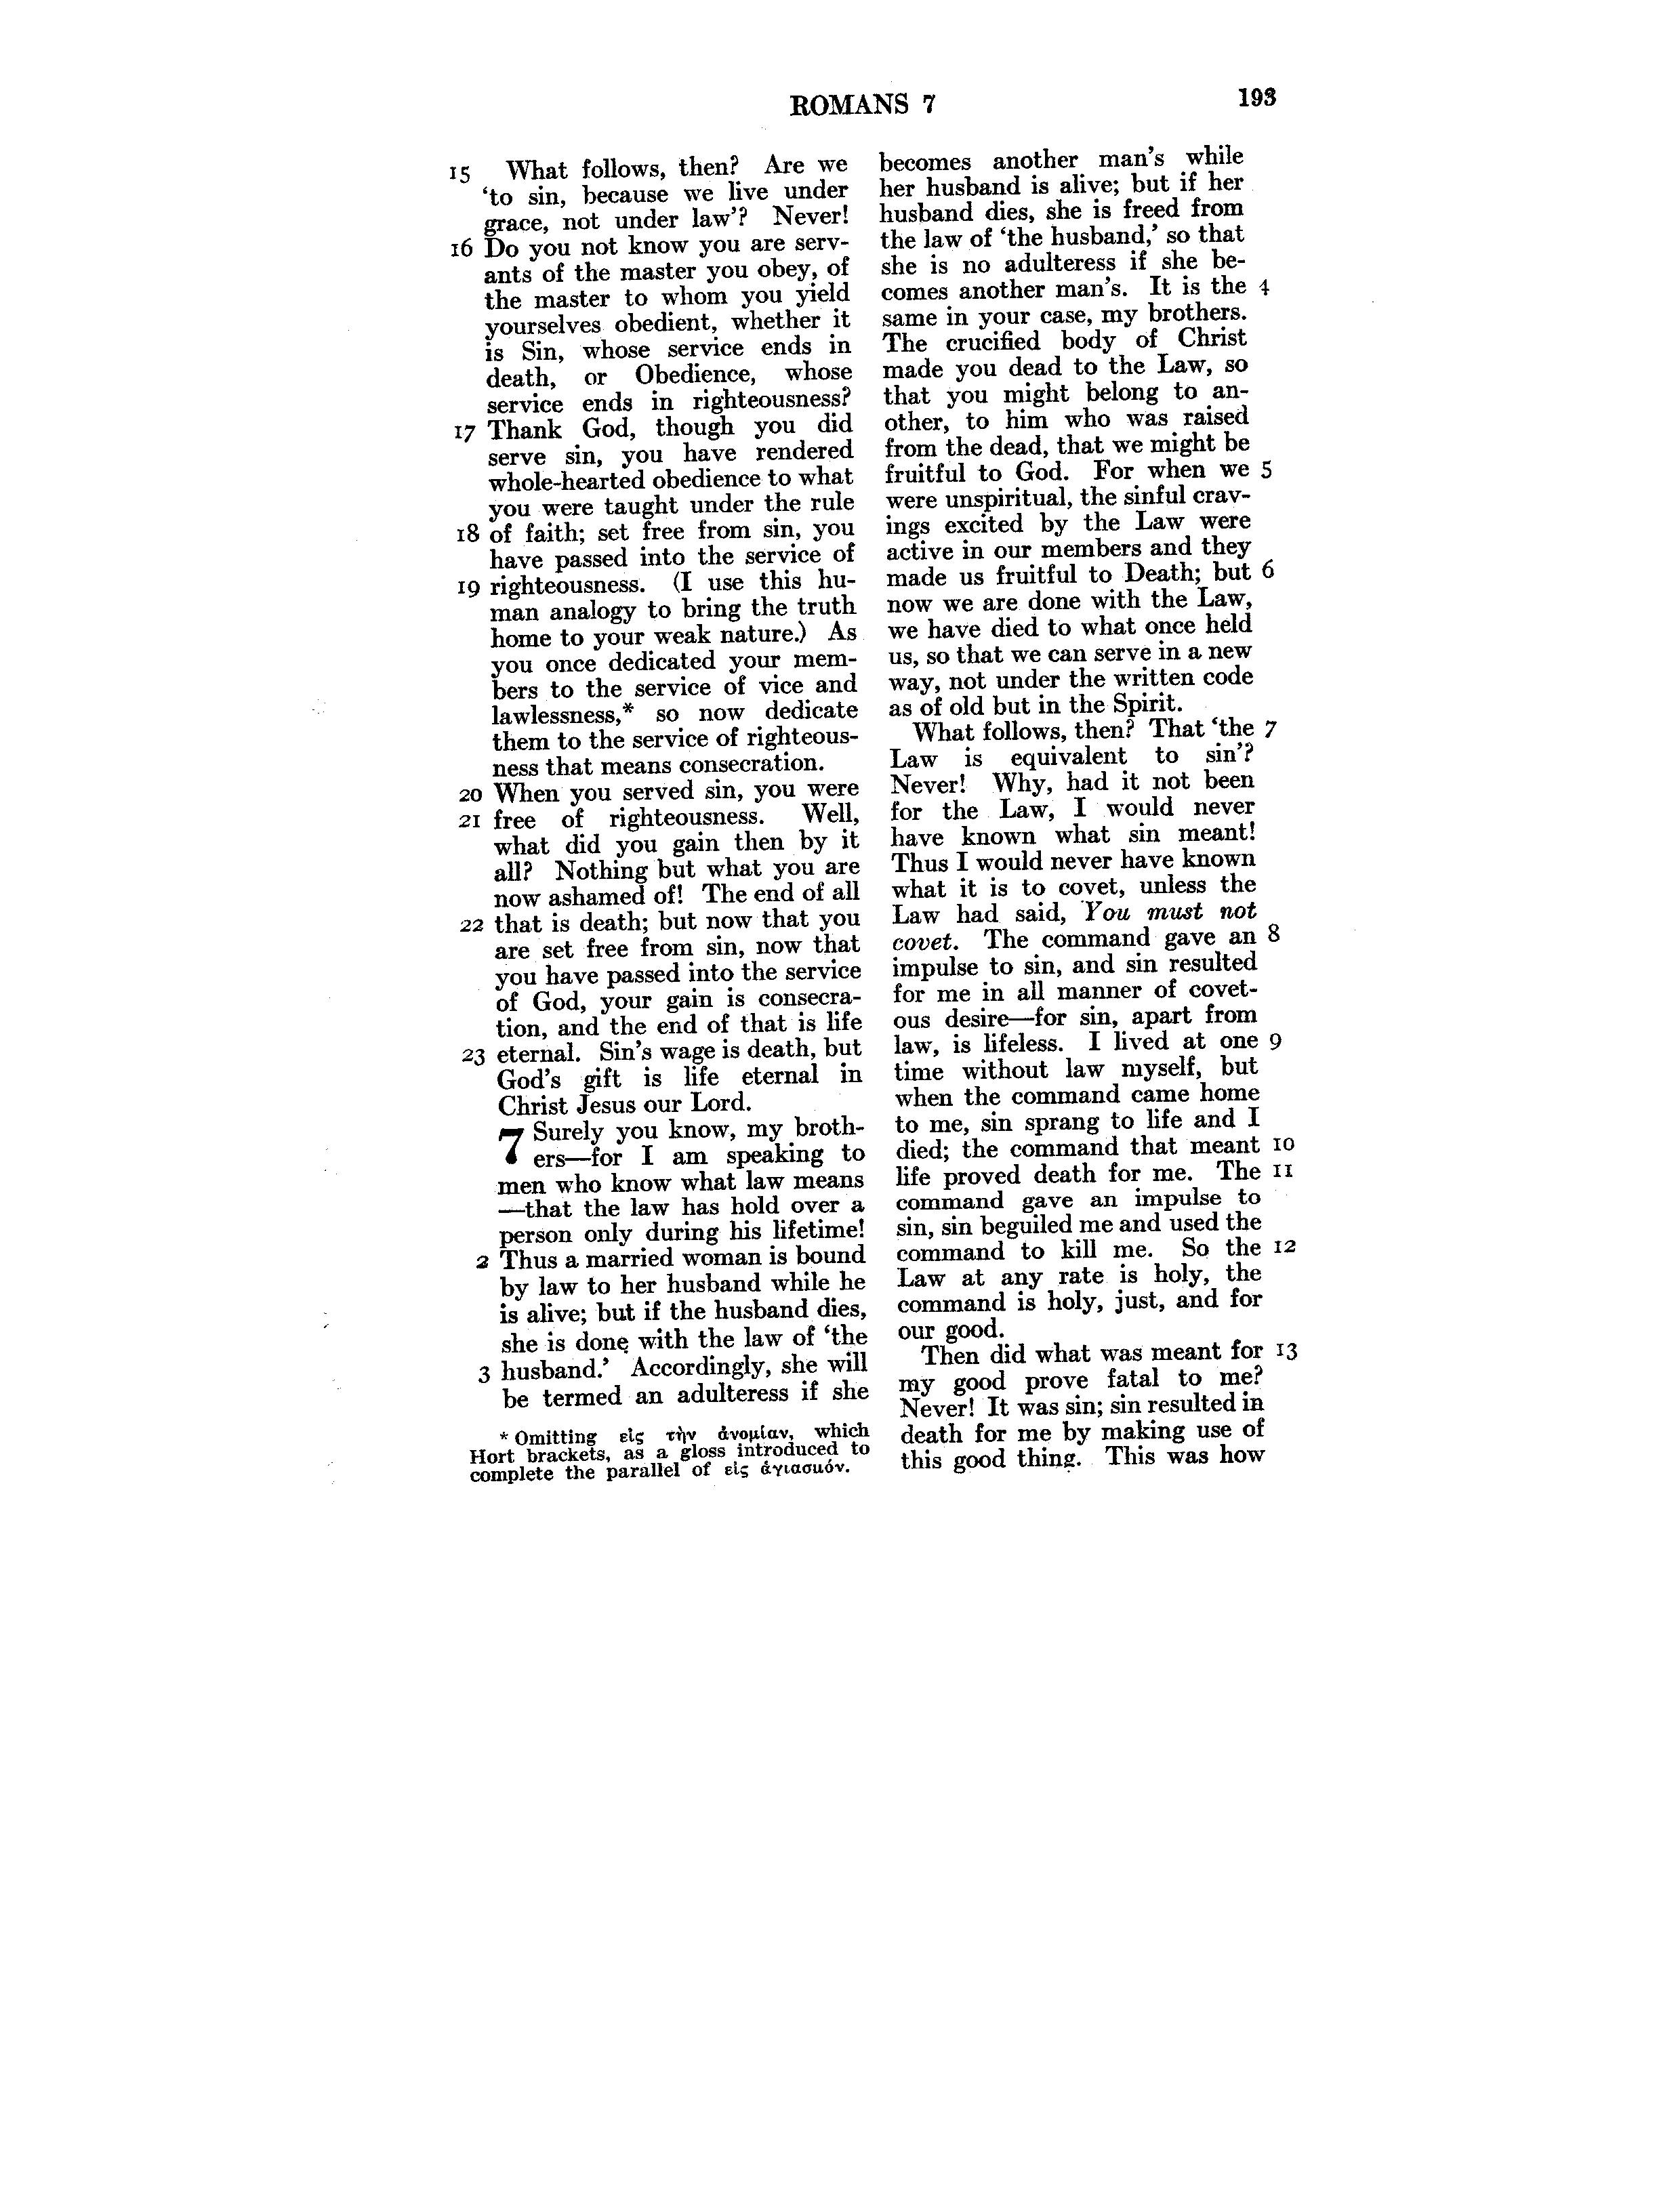 ROMANS 7
193
15 What follows, then? Are we
‘to sin, because we live under
grace, not under law’? Never!
16 Do you not know you are serv-
ants of the master you obey, of
the master to whom you yield
yourselves obedient, whether it
is Sin, whose service ends in
death, or Obedience, whose
service ends in righteousness?
17 Thank God, though you did
serve sin, you have rendered
whole-hearted obedience to what
you were taught under the rule
18 of faith; set free from sin, you
have passed into the service of
19 righteousness. (I use this hu-
man analogy to bring the truth
home to your weak nature.) As
you once dedicated your mem-
bers to the service of vice and
lawlessness,* so now dedicate
them to the service of righteous-
ness that means consecration.
20 When you served sin, you were
21 free of righteousness. Well,
what did you gain then by it
all? Nothing but what you are
now ashamed of! The end of all
22 that is death; but now that you
are set free from sin, now that
you have passed into the service
of God, your gain is consecra-
tion, and the end of that is life
23 eternal. Sin’s wage is death, but
God’s gift is life eternal in
Christ Jesus our Lord.
7 Surely you know, my broth-
ers—for I am speaking to
men who know what law means
—that the law has hold over a
person only during his lifetime!
2 Thus a married woman is bound
by law to her husband while he
is alive; but if the husband dies,
she is done with the law of ‘the
3 husband.’ Accordingly, she will
be termed an adulteress if she
* Omitting εἰς τὴν ἀνομίαν, which
Hort brackets, as a gloss introduced to
complete the parallel of εἰς ἁγιασμόν.
becomes another man’s while
her husband is alive; but if her
husband dies, she is freed from
the law of ‘the husband,’ so that
she is no adulteress if she be-
comes another man’s. It is the 4
same in your case, my brothers.
The crucified body of Christ
made you dead to the Law, so
that you might belong to an-
other, to him who was raised
from the dead, that we might be
fruitful to God. For when we 5
were unspiritual, the sinful crav-
ings excited by the Law were
active in our members and they
made us fruitful to Death; but 6
now we are done with the Law,
we have died to what once held
us, so that we can serve in a new
way, not under the written code
as of old but in the Spirit.
What follows, then? That ‘the 7
Law is equivalent to sin’?
Never! Why, had it not been
for the Law, I would never
have known what sin meant!
Thus I would never have known
what it is to covet, unless the
Law had said, You must not
covet. The command gave an 8
impulse to sin, and sin resulted
for me in all manner of covet-
ous desire—for sin, apart from
law, is lifeless. I lived at one 9
time without law myself, but
when the command came home
to me, sin sprang to life and I
died; the command that meant 10
life proved death for me. The 11
command gave an impulse to
sin, sin beguiled me and used the
command to kill me. So the 12
Law at any rate is holy, the
command is holy, just, and for
our good.
Then did what was meant for 13
my good prove fatal to me?
Never! It was sin; sin resulted in
death for me by making use of
this good thing. This was how